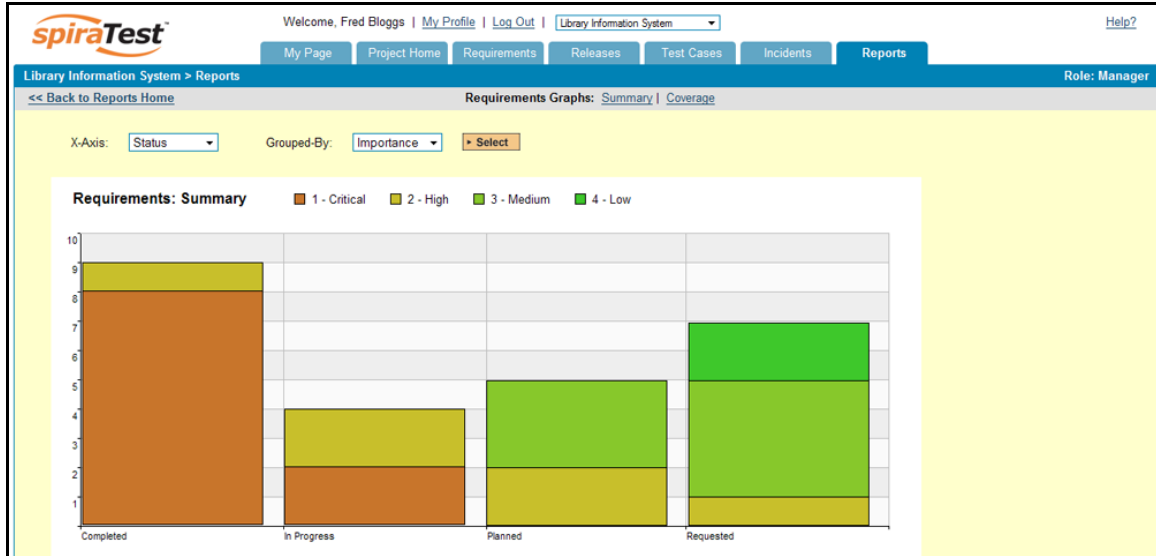 spiraTest™
Welcome, Fred Bloggs | My Profile | Log Out | Library Information System
Help?
My Page
Project Home
Requirements
Releases
Test Cases
Incidents
Reports
Library Information System > Reports
Role: Manager
<< Back to Reports Home
Requirements Graphs: Summary | Coverage
X-Axis: Status
Grouped-By: Importance
Select
Requirements: Summary
1 - Critical
2 - High
3 - Medium
4 - Low
10
9
8
7
6
5
4
3
2
1
Completed
In Progress
Planned
Requested